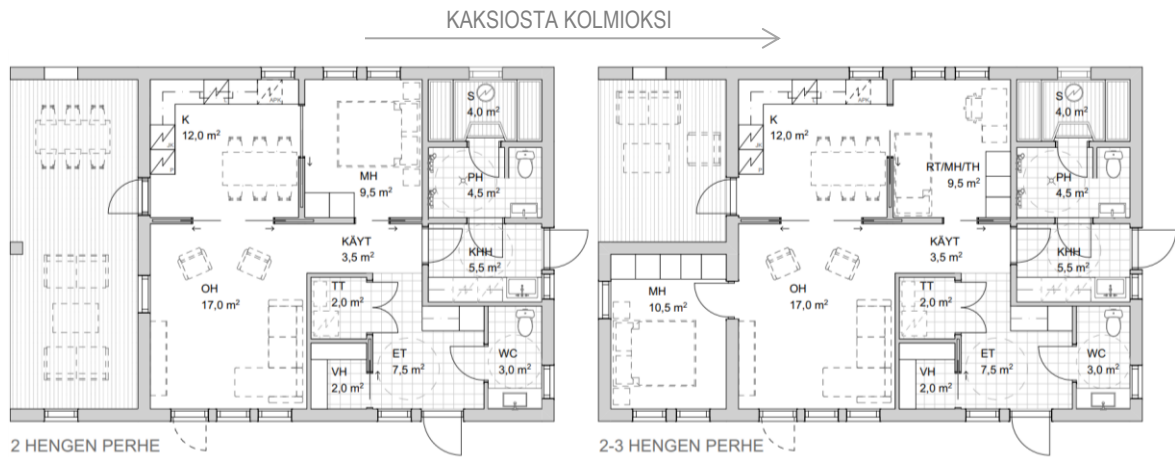 KAKSIOSTA KOLMIOKSI
K
12,0 m²
APK
JK
P
MH
9,5 m²
S
4,0 m²
PH
4,5 m²
KÄYT
3,5 m²
KHH
5,5 m²
OH
17,0 m²
TT
2,0 m²
VH
2,0 m²
ET
7,5 m²
WC
3,0 m²
2 HENGEN PERHE
K
12,0 m²
APK
JK
P
RT/MH/TH
9,5 m²
S
4,0 m²
PH
4,5 m²
KÄYT
3,5 m²
KHH
5,5 m²
MH
10,5 m²
OH
17,0 m²
TT
2,0 m²
VH
2,0 m²
ET
7,5 m²
WC
3,0 m²
2-3 HENGEN PERHE